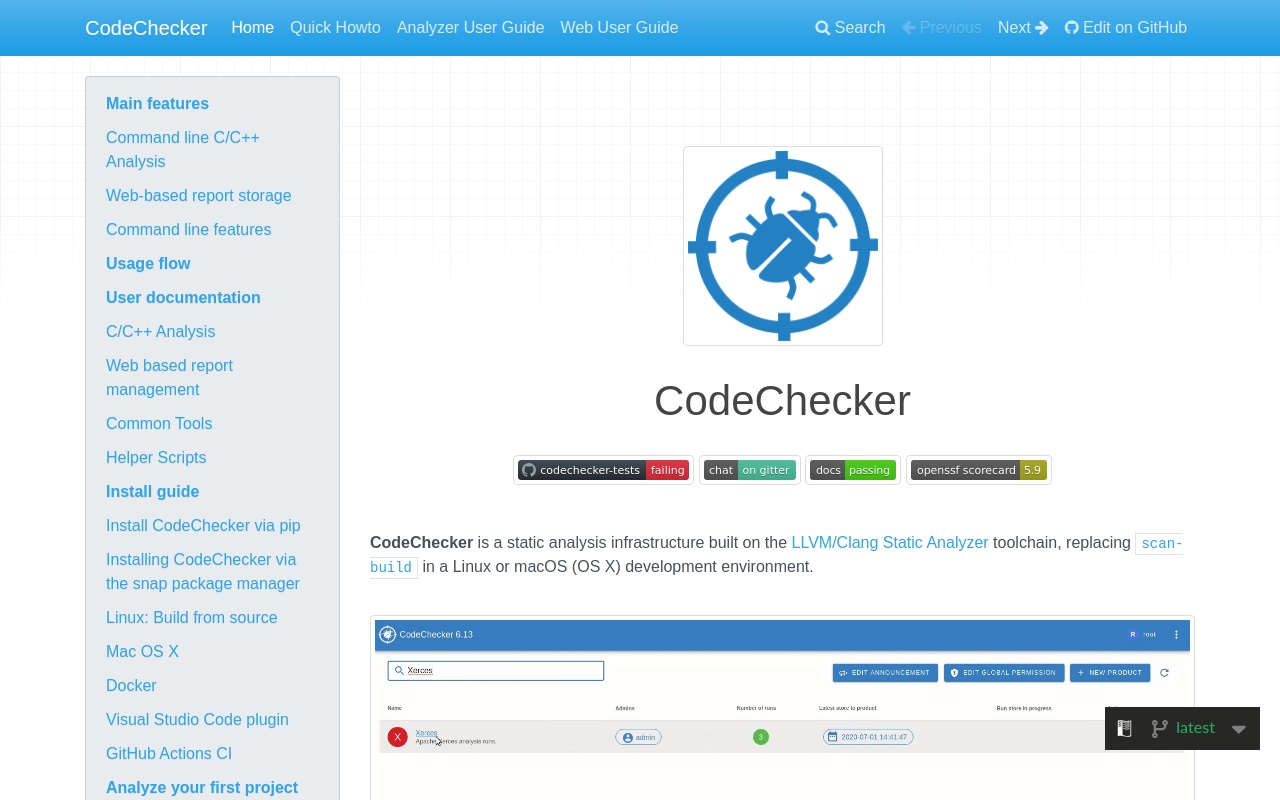 CodeChecker Home Quick Howto Analyzer User Guide Web User Guide Search Previous Next Edit on GitHub
Main features
Command line C/C++
Analysis
Web-based report storage
Command line features
Usage flow
User documentation
C/C++ Analysis
Web based report
management
Common Tools
Helper Scripts
Install guide
Install CodeChecker via pip
Installing CodeChecker via
the snap package manager
Linux: Build from source
Mac OS X
Docker
Visual Studio Code plugin
GitHub Actions CI
Analyze your first project
CodeChecker
codechecker-tests failing chat on gitter docs passing openssf scorecard 5.9
CodeChecker is a static analysis infrastructure built on the LLVM/Clang Static Analyzer toolchain, replacing scan-
build in a Linux or macOS (OS X) development environment.
CodeChecker 6.13 R root
Xerces EDIT ANNOUNCEMENT EDIT GLOBAL PERMISSION + NEW PRODUCT
Name Admins Number of runs Latest store to product Run store in progress
X Xerces admin 3 2020-07-01 14:41:47
Apache Xerces analysis runs.
latest